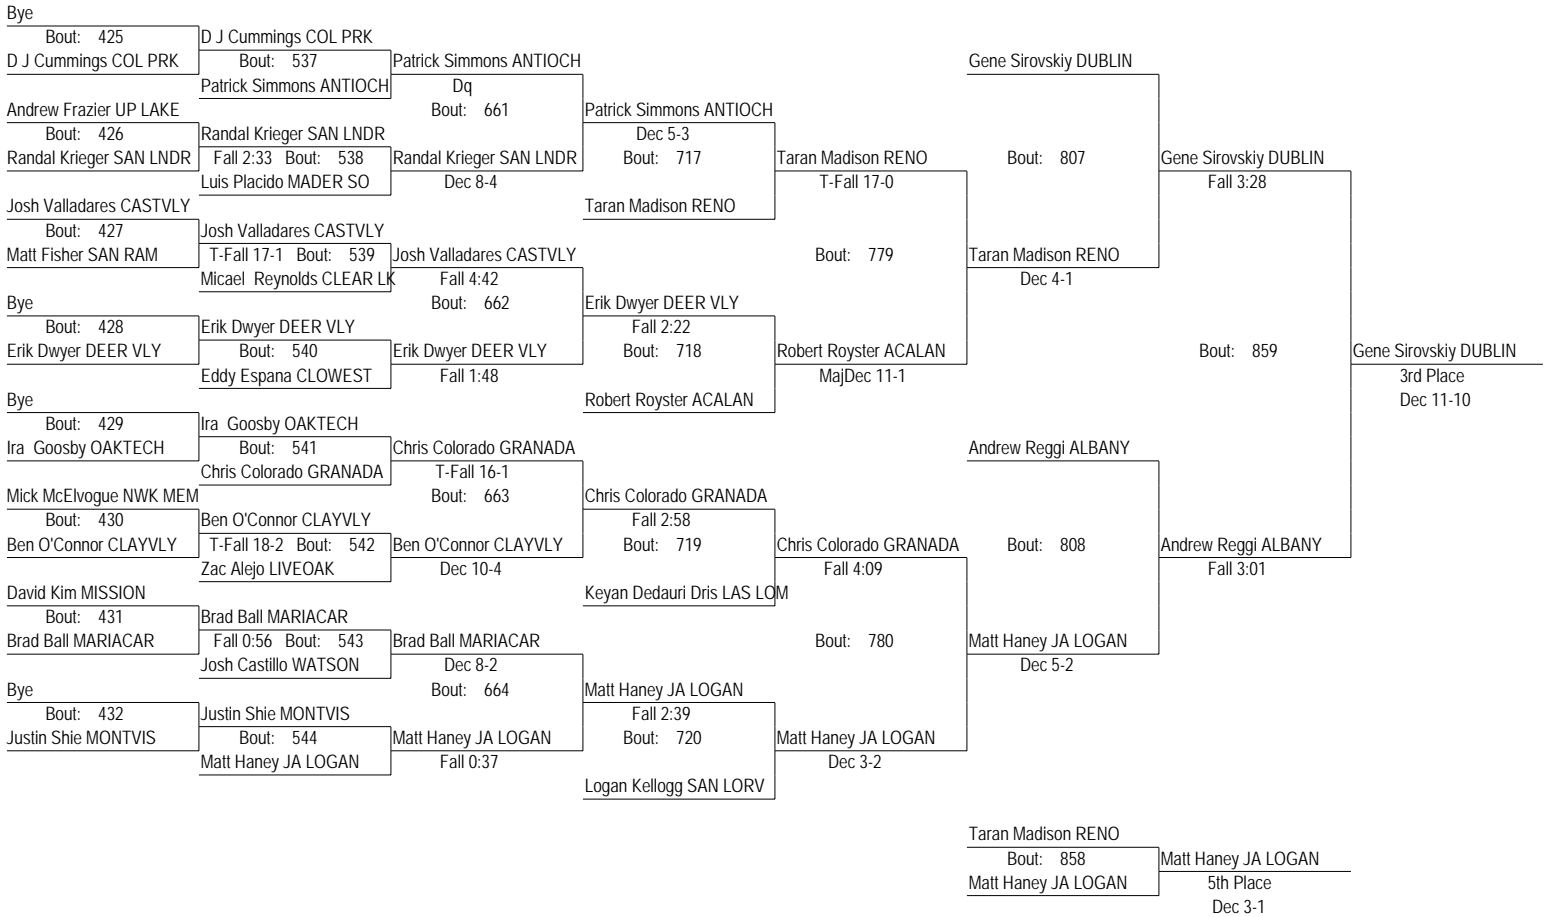 Bye
Bout: 425
D J Cummings COL PRK
Andrew Frazier UP LAKE
Bout: 426
Randal Krieger SAN LNDR
Josh Valladares CASTVLY
Bout: 427
Matt Fisher SAN RAM
Bye
Bout: 428
Erik Dwyer DEER VLY
Bye
Bout: 429
Ira Goosby OAKTECH
Mick McElvogue NWK MEM
Bout: 430
Ben O'Connor CLAYVLY
David Kim MISSION
Bout: 431
Brad Ball MARIACAR
Bye
Bout: 432
Justin Shie MONTVIS
D J Cummings COL PRK
Bout: 537
Patrick Simmons ANTIOCH
Randal Krieger SAN LNDR
Fall 2:33 Bout: 538
Luis Placido MADER SO
Josh Valladares CASTVLY
T-Fall 17-1 Bout: 539
Micael Reynolds CLEAR LK
Erik Dwyer DEER VLY
Bout: 540
Eddy Espana CLOWEST
Ira Goosby OAKTECH
Bout: 541
Chris Colorado GRANADA
Ben O'Connor CLAYVLY
T-Fall 18-2 Bout: 542
Zac Alejo LIVEOAK
Brad Ball MARIACAR
Fall 0:56 Bout: 543
Josh Castillo WATSON
Justin Shie MONTVIS
Bout: 544
Matt Haney JA LOGAN
Patrick Simmons ANTIOCH
Dq
Bout: 661
Randal Krieger SAN LNDR
Dec 8-4
Josh Valladares CASTVLY
Fall 4:42
Bout: 662
Erik Dwyer DEER VLY
Fall 1:48
Chris Colorado GRANADA
T-Fall 16-1
Bout: 663
Ben O'Connor CLAYVLY
Dec 10-4
Brad Ball MARIACAR
Dec 8-2
Bout: 664
Matt Haney JA LOGAN
Fall 0:37
Patrick Simmons ANTIOCH
Dec 5-3
Bout: 717
Taran Madison RENO
Erik Dwyer DEER VLY
Fall 2:22
Bout: 718
Robert Royster ACALAN
Chris Colorado GRANADA
Fall 2:58
Bout: 719
Keyan Dedauri Dris LAS LOM
Matt Haney JA LOGAN
Fall 2:39
Bout: 720
Logan Kellogg SAN LORV
Taran Madison RENO
T-Fall 17-0
Bout: 779
Robert Royster ACALAN
MajDec 11-1
Chris Colorado GRANADA
Fall 4:09
Bout: 780
Matt Haney JA LOGAN
Dec 3-2
Gene Sirovskiy DUBLIN
Bout: 807
Taran Madison RENO
Dec 4-1
Andrew Reggi ALBANY
Bout: 808
Matt Haney JA LOGAN
Dec 5-2
Gene Sirovskiy DUBLIN
Fall 3:28
Bout: 859
Andrew Reggi ALBANY
Fall 3:01
Gene Sirovskiy DUBLIN
3rd Place
Dec 11-10
Taran Madison RENO
Bout: 858
Matt Haney JA LOGAN
Matt Haney JA LOGAN
5th Place
Dec 3-1